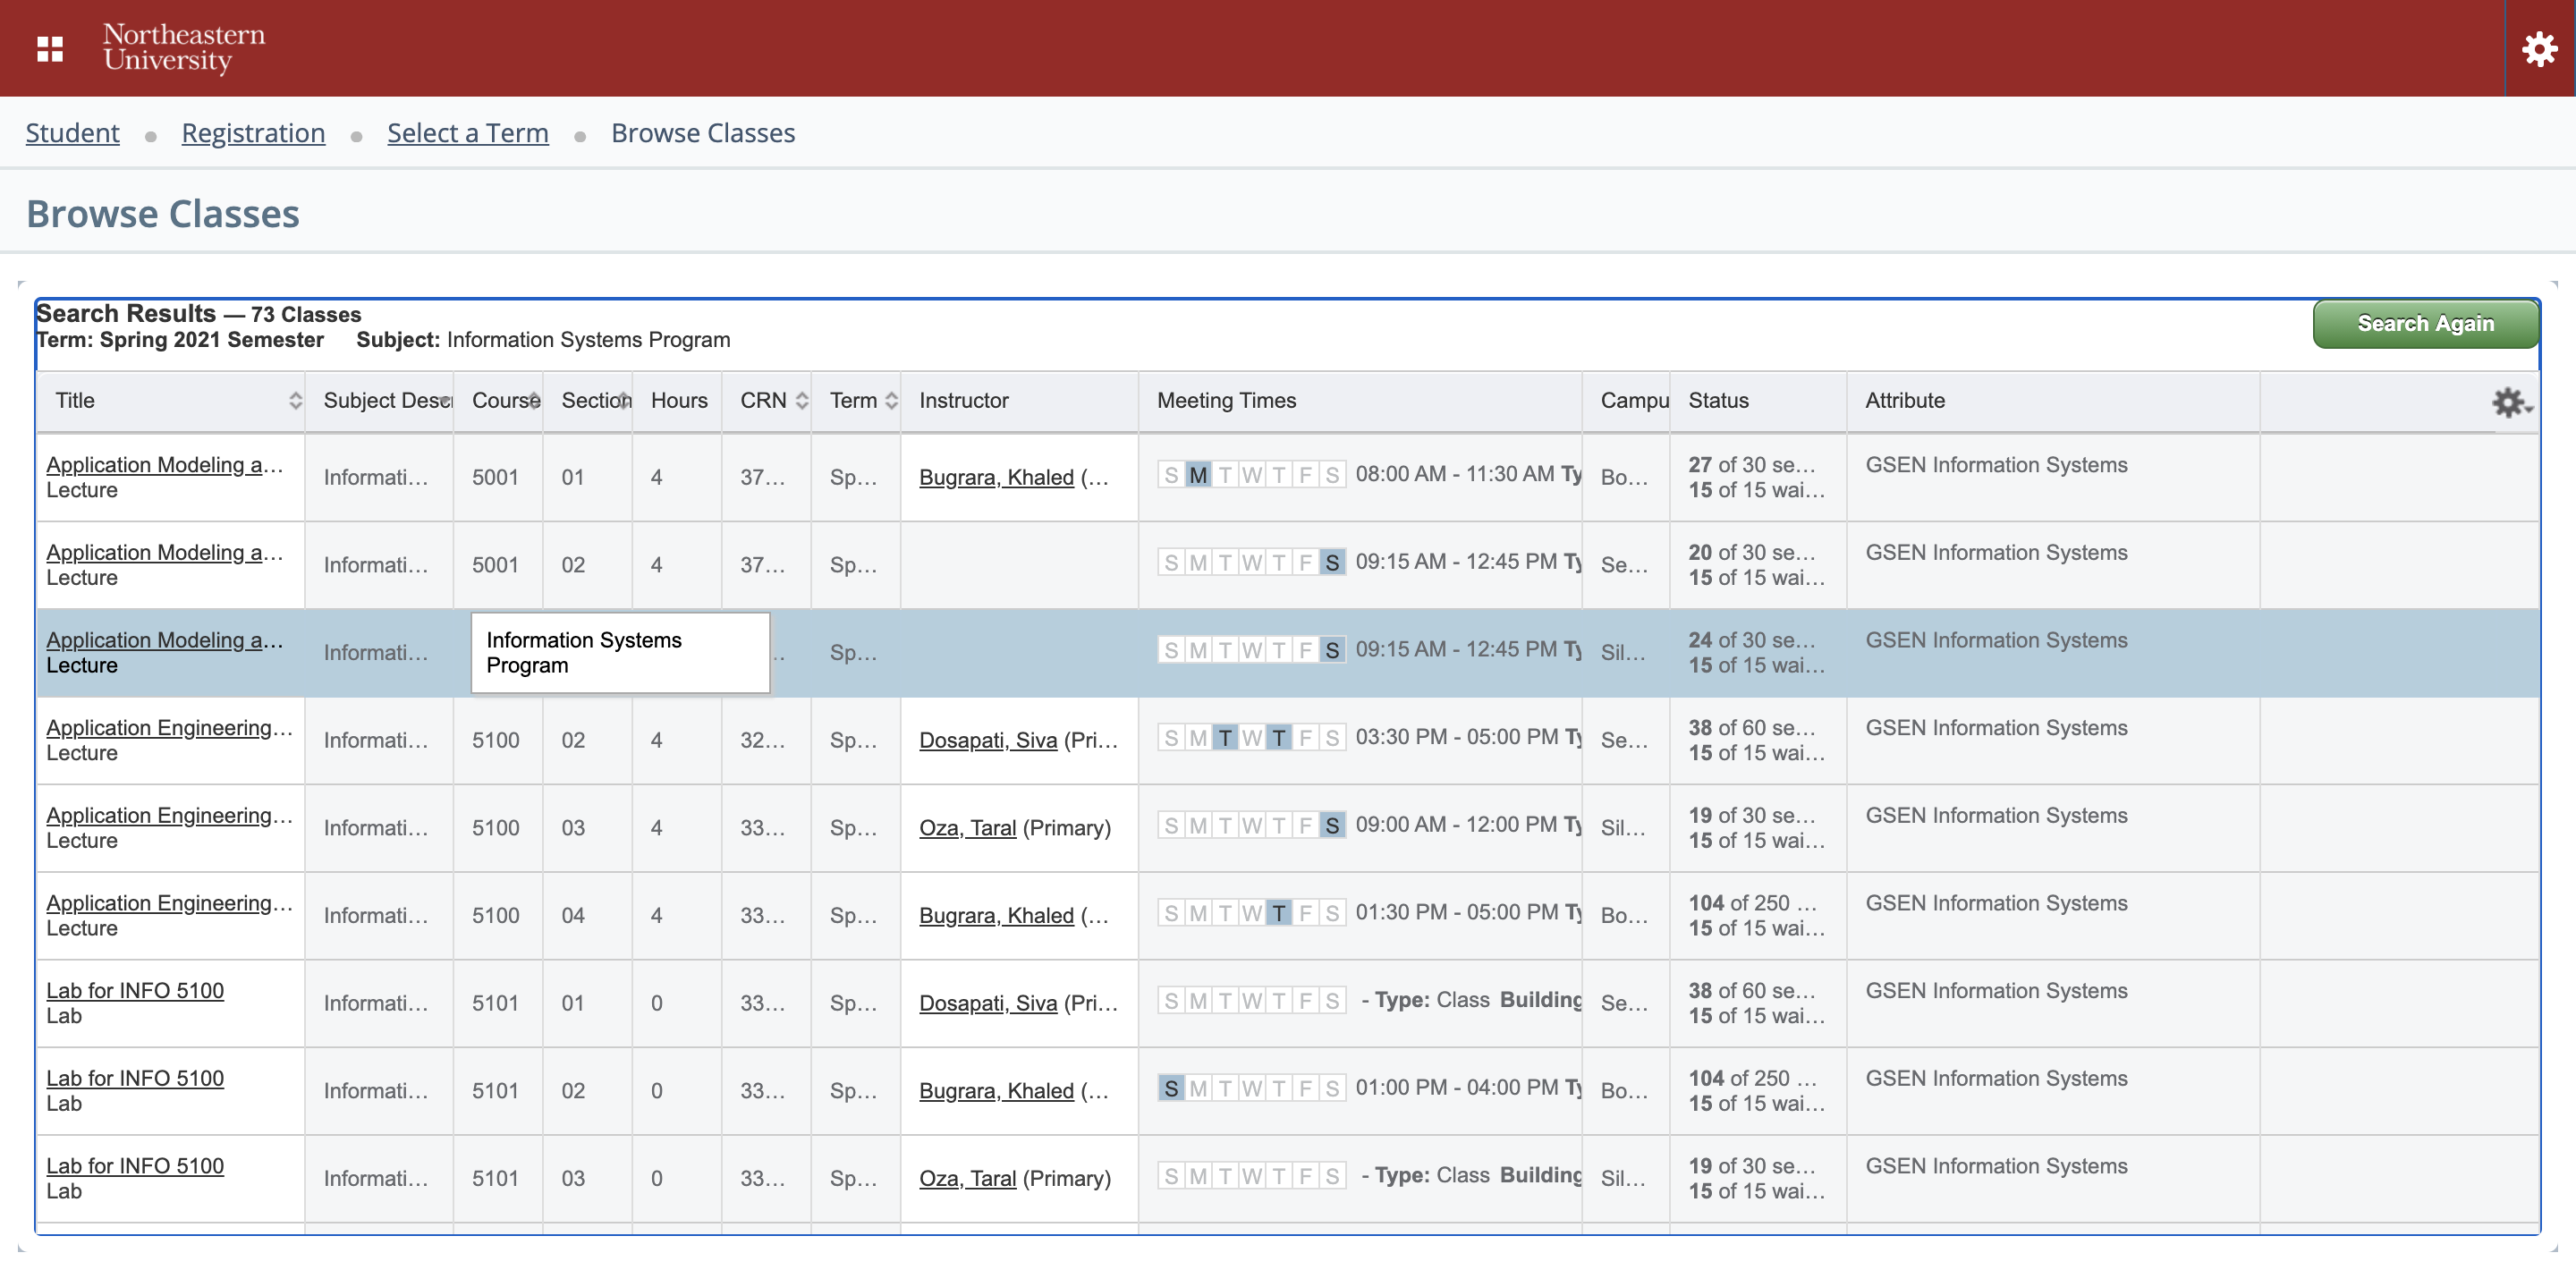 Northeastern
University
Student • Registration • Select a Term • Browse Classes
Browse Classes
Search Results — 73 Classes
Term: Spring 2021 Semester Subject: Information Systems Program
Search Again
Title Subject Descr Course Section Hours CRN Term Instructor Meeting Times Campu Status Attribute
Application Modeling a... Informati... 5001 01 4 37... Sp... Bugrara, Khaled (... S M T W T F S 08:00 AM - 11:30 AM Ty Bo... 27 of 30 se... GSEN Information Systems
Lecture 15 of 15 wai...
Application Modeling a... Informati... 5001 02 4 37... Sp... S M T W T F S 09:15 AM - 12:45 PM Ty Se... 20 of 30 se... GSEN Information Systems
Lecture 15 of 15 wai...
Application Modeling a... Informati... Information Systems .. Sp... S M T W T F S 09:15 AM - 12:45 PM Ty Sil... 24 of 30 se... GSEN Information Systems
Lecture Program 15 of 15 wai...
Application Engineering... Informati... 5100 02 4 32... Sp... Dosapati, Siva (Pri... S M T W T F S 03:30 PM - 05:00 PM Ty Se... 38 of 60 se... GSEN Information Systems
Lecture 15 of 15 wai...
Application Engineering... Informati... 5100 03 4 33... Sp... Oza, Taral (Primary) S M T W T F S 09:00 AM - 12:00 PM Ty Sil... 19 of 30 se... GSEN Information Systems
Lecture 15 of 15 wai...
Application Engineering... Informati... 5100 04 4 33... Sp... Bugrara, Khaled (... S M T W T F S 01:30 PM - 05:00 PM Ty Bo... 104 of 250 ... GSEN Information Systems
Lecture 15 of 15 wai...
Lab for INFO 5100 Informati... 5101 01 0 33... Sp... Dosapati, Siva (Pri... S M T W T F S - Type: Class Building Se... 38 of 60 se... GSEN Information Systems
Lab 15 of 15 wai...
Lab for INFO 5100 Informati... 5101 02 0 33... Sp... Bugrara, Khaled (... S M T W T F S 01:00 PM - 04:00 PM Ty Bo... 104 of 250 ... GSEN Information Systems
Lab 15 of 15 wai...
Lab for INFO 5100 Informati... 5101 03 0 33... Sp... Oza, Taral (Primary) S M T W T F S - Type: Class Building Sil... 19 of 30 se... GSEN Information Systems
Lab 15 of 15 wai...